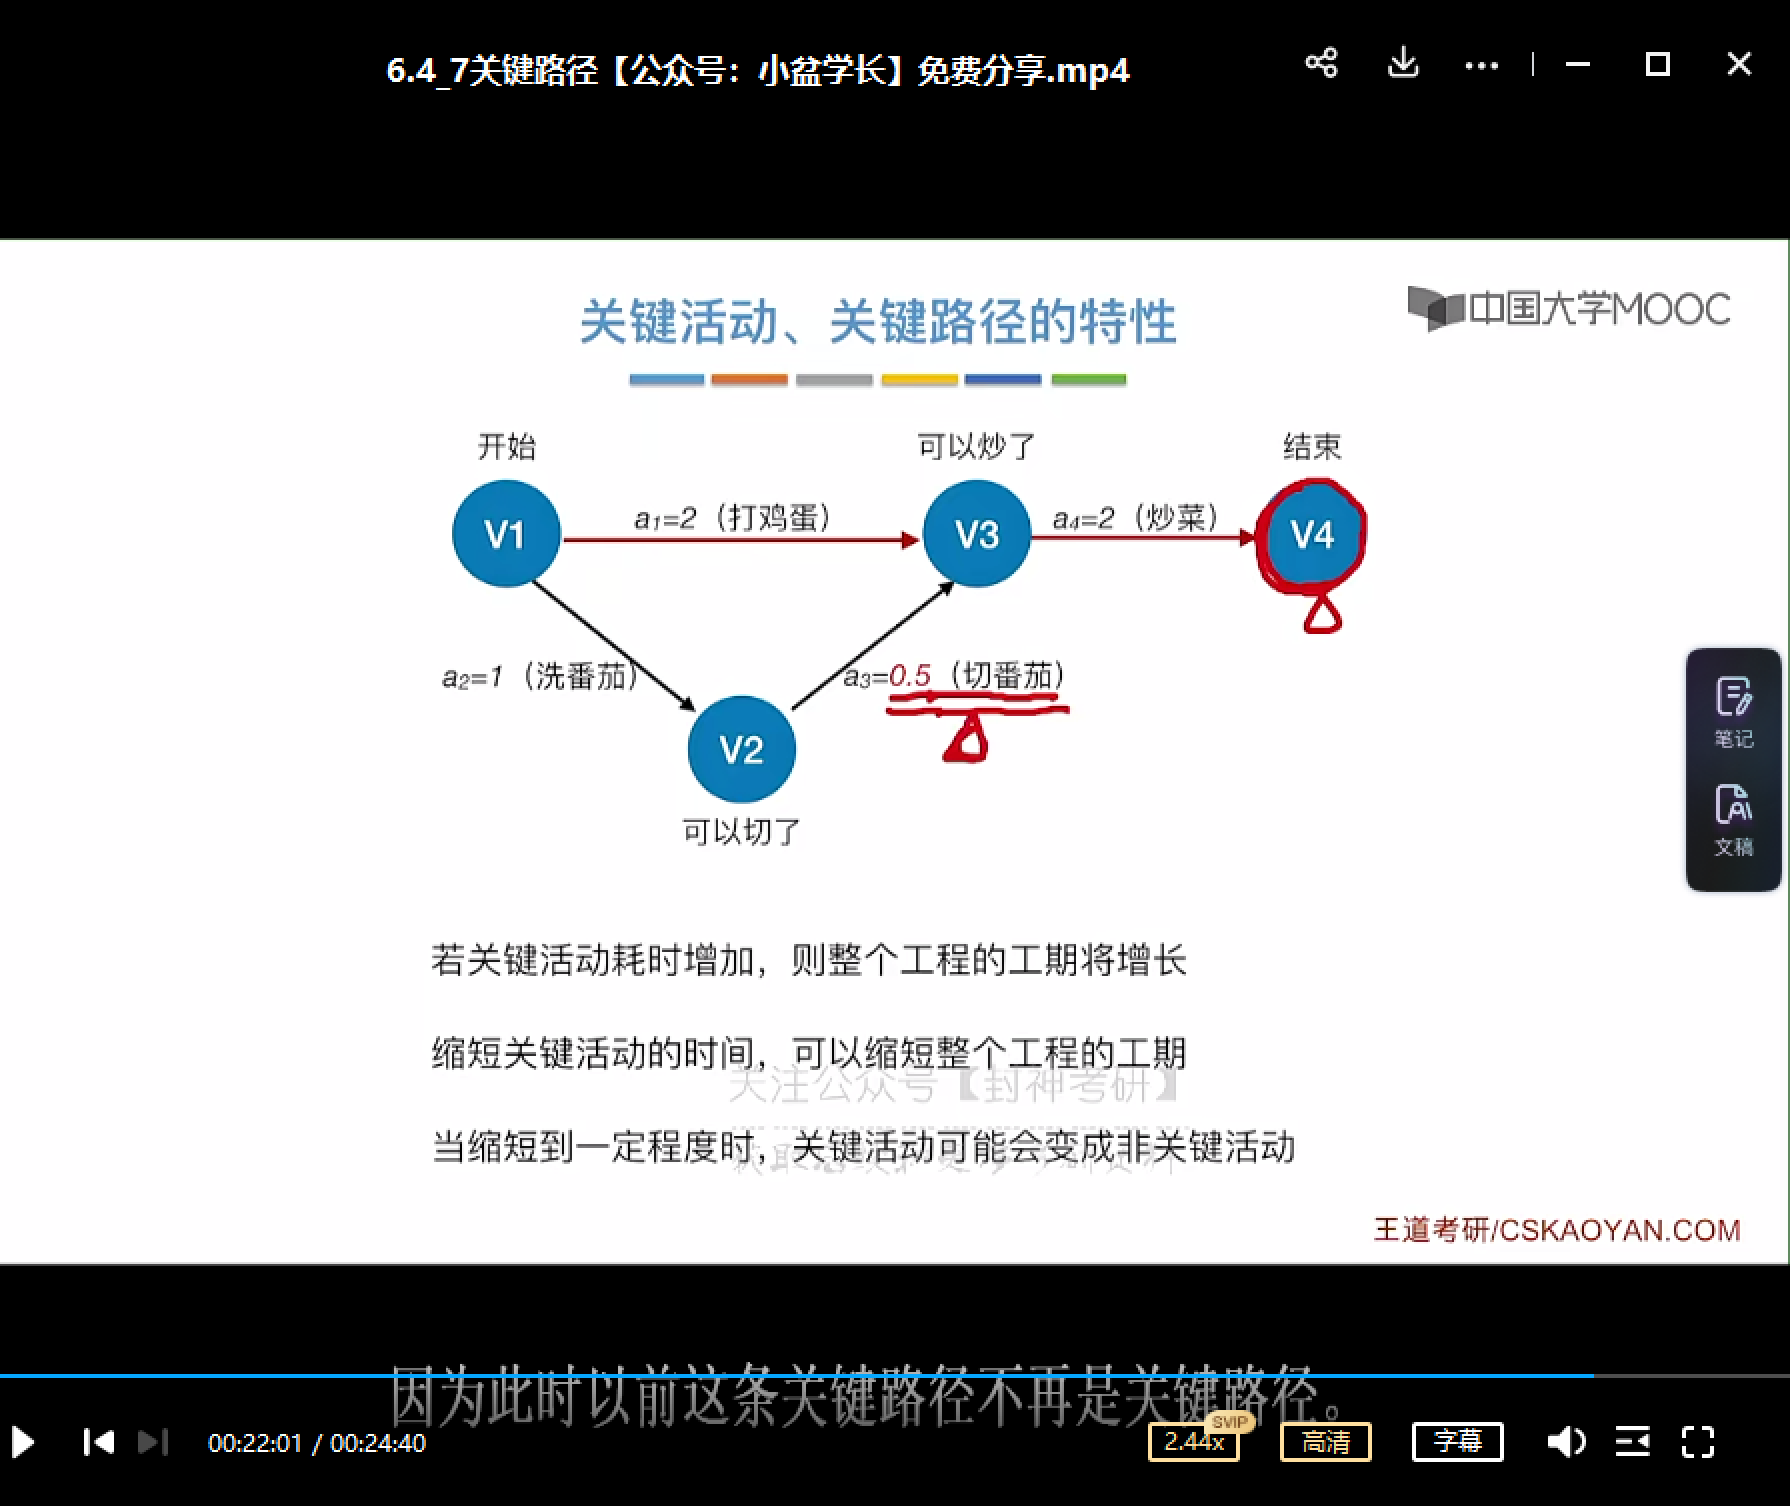 6.4_7关键路径【公众号：小盆学长】免费分享.mp4
关键活动、关键路径的特性
中国大学MOOC
开始
可以炒了
结束
V1
a1=2（打鸡蛋）
V3
a4=2（炒菜）
V4
a2=1（洗番茄）
a3=0.5（切番茄）
V2
可以切了
笔记
文稿
若关键活动耗时增加，则整个工程的工期将增长
缩短关键活动的时间，可以缩短整个工程的工期
关注公众号【封神考研】
当缩短到一定程度时，关键活动可能会变成非关键活动
王道考研/CSKAOYAN.COM
因为此时以前这条关键路径不再是关键路径。
00:22:01 / 00:24:40
2.44x
SVIP
高清
字幕